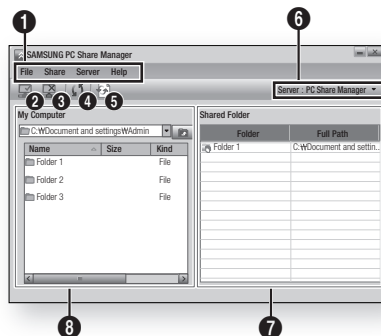 1
6
SAMSUNG PC Share Manager
File Share Server Help
2 3 4 5
Server : PC Share Manager
My Computer
Shared Folder
C:₩Document and settings₩Admin
Folder Full Path
Name Size Kind
Folder 1 C:₩Document and settin..
Folder 1 File
Folder 2 File
Folder 3 File
8
7